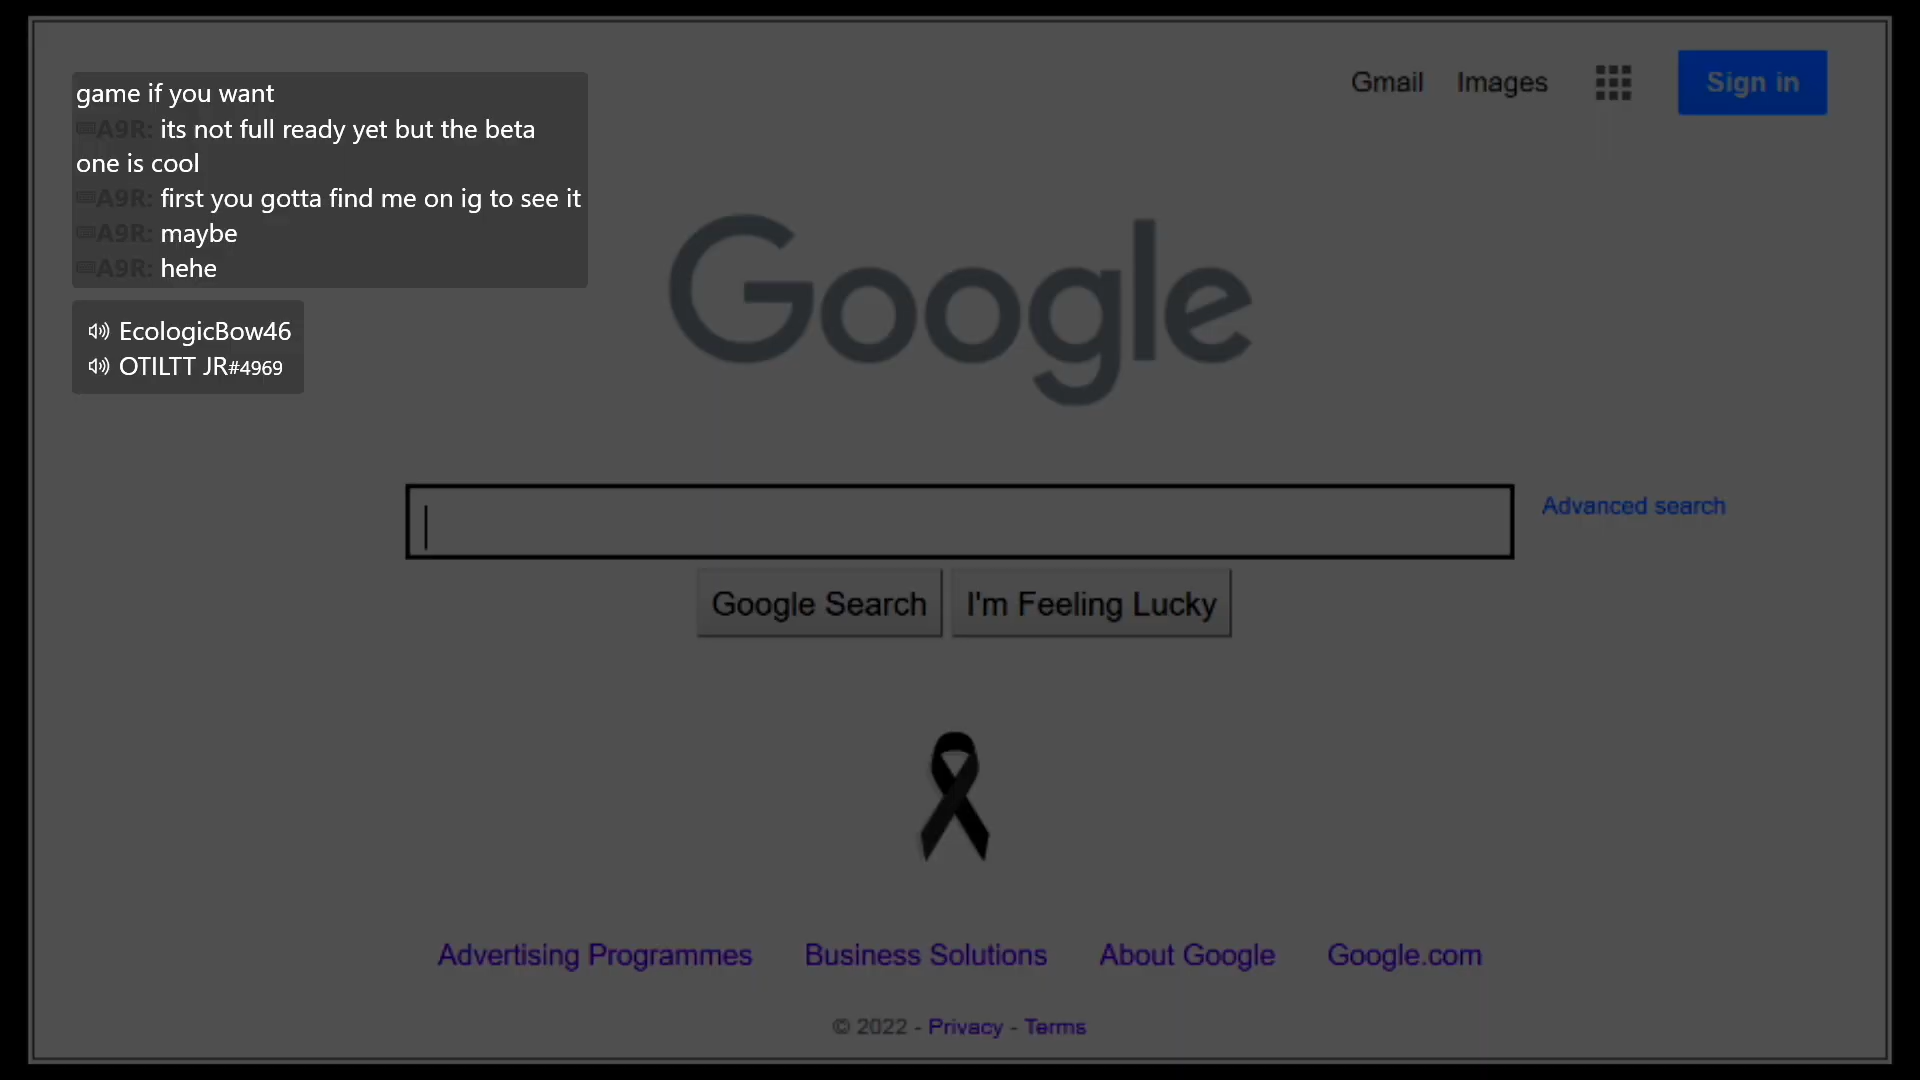 game if you want
A9R: its not full ready yet but the beta
one is cool
A9R: first you gotta find me on ig to see it
A9R: maybe
A9R: hehe
EcologicBow46
OTILTT JR#4969
Gmail Images Sign in
Google
Advanced search
Google Search I'm Feeling Lucky
Advertising Programmes Business Solutions About Google Google.com
© 2022 - Privacy - Terms